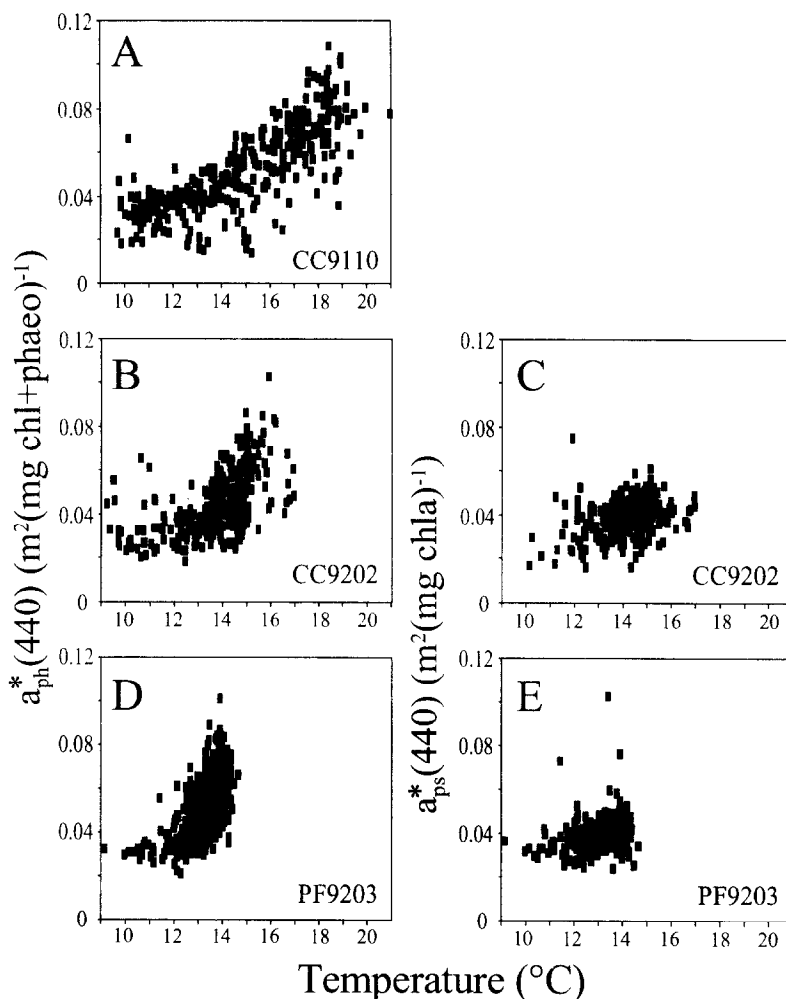 A
0.12
0.08
0.04
0
CC9110
10 12 14 16 18 20
B
0.12
0.08
0.04
0
CC9202
10 12 14 16 18 20
C
0.12
0.08
0.04
0
CC9202
10 12 14 16 18 20
D
0.12
0.08
0.04
0
PF9203
10 12 14 16 18 20
E
0.12
0.08
0.04
0
PF9203
10 12 14 16 18 20
a*ph(440) (m²(mg chl+phaeo)⁻¹
a*ps(440) (m²(mg chla)⁻¹
Temperature (°C)